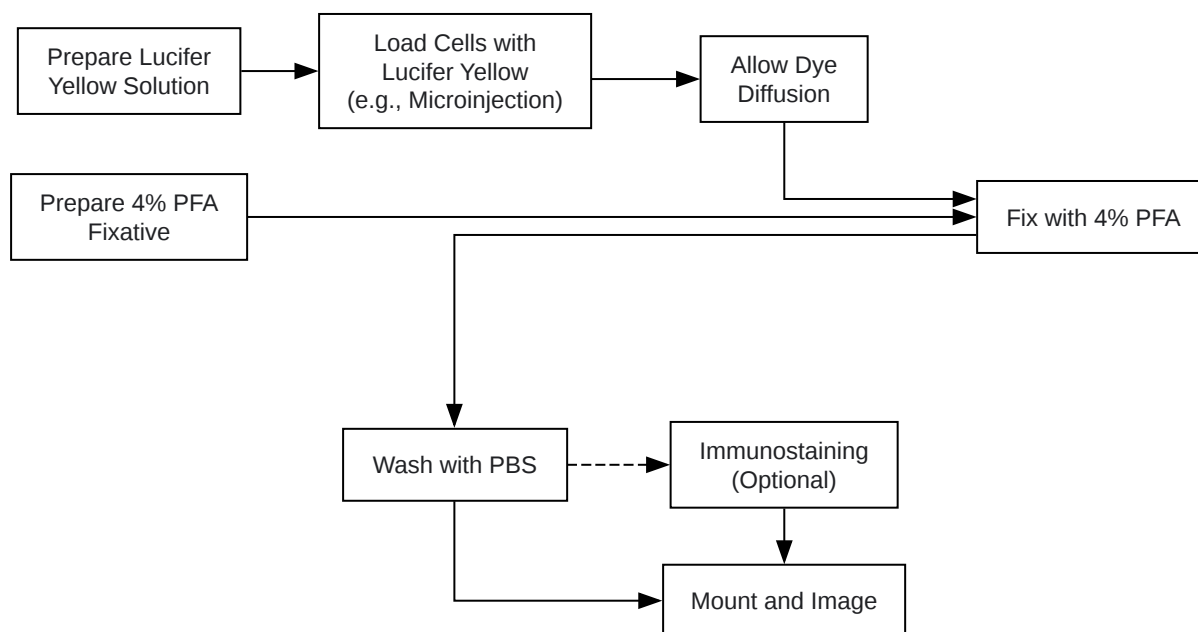 Prepare Lucifer
Yellow Solution
Load Cells with
Lucifer Yellow
(e.g., Microinjection)
Allow Dye
Diffusion
Prepare 4% PFA
Fixative
Fix with 4% PFA
Wash with PBS
Immunostaining
(Optional)
Mount and Image